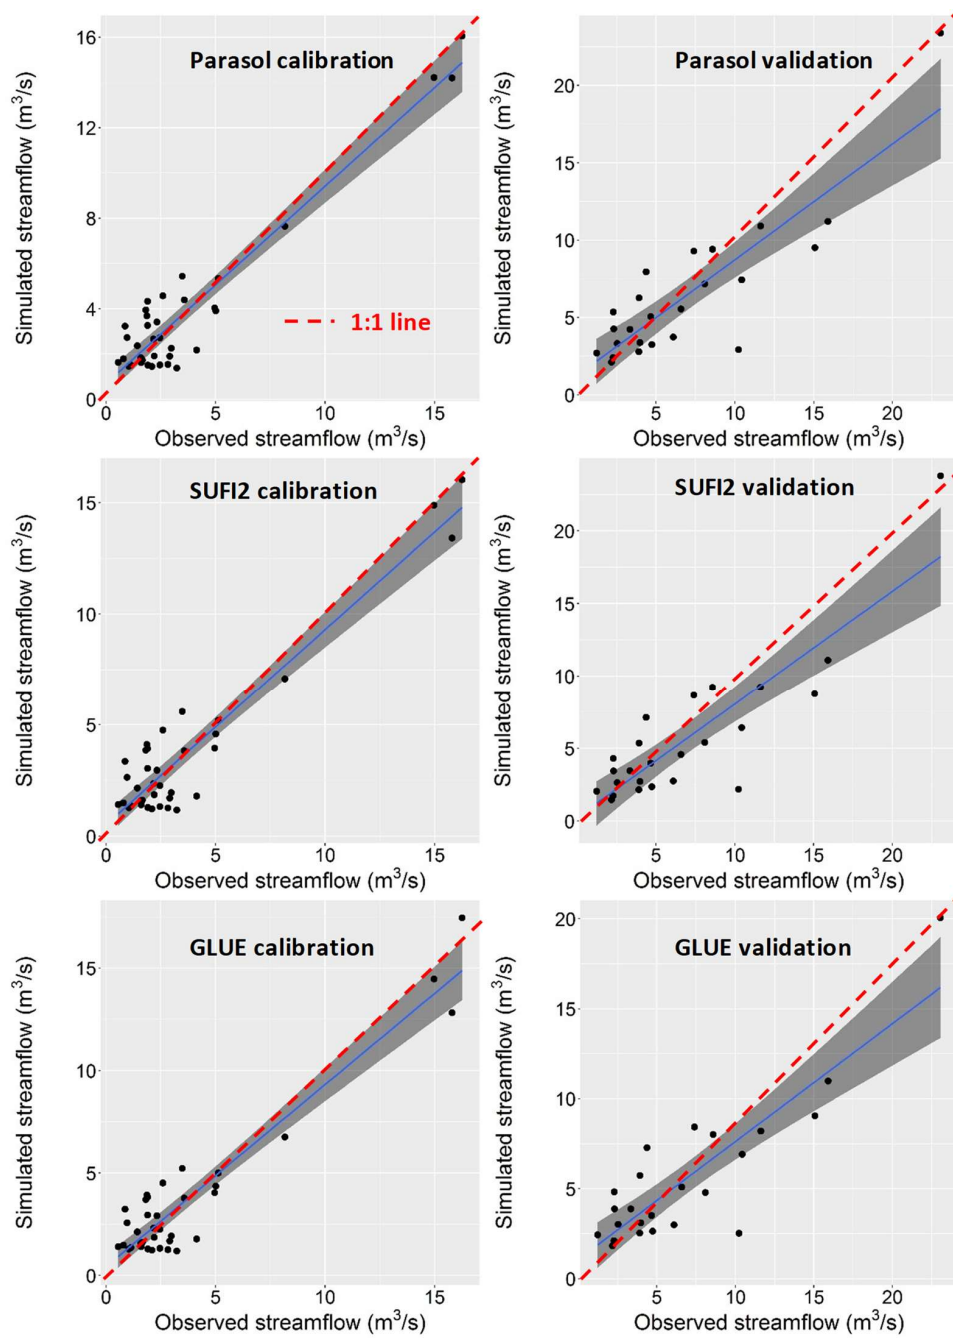 Parasol calibration
Simulated streamflow (m³/s)
16
12
8
4
0
1:1 line
0 5 10 15
Observed streamflow (m³/s)
Parasol validation
Simulated streamflow (m³/s)
20
15
10
5
0
5 10 15 20
Observed streamflow (m³/s)
SUFI2 calibration
Simulated streamflow (m³/s)
15
10
5
0
0 5 10 15
Observed streamflow (m³/s)
SUFI2 validation
Simulated streamflow (m³/s)
20
15
10
5
0
5 10 15 20
Observed streamflow (m³/s)
GLUE calibration
Simulated streamflow (m³/s)
15
10
5
0
0 5 10 15
Observed streamflow (m³/s)
GLUE validation
Simulated streamflow (m³/s)
20
15
10
5
0
5 10 15 20
Observed streamflow (m³/s)